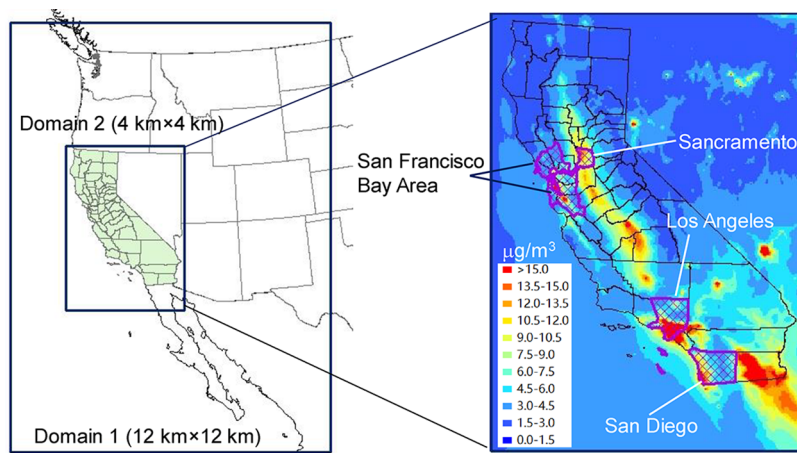 Domain 2 (4 km×4 km)
San Francisco
Bay Area
Sancramento
Los Angeles
μg/m³
>15.0
13.5-15.0
12.0-13.5
10.5-12.0
9.0-10.5
7.5-9.0
6.0-7.5
4.5-6.0
3.0-4.5
1.5-3.0
0.0-1.5
San Diego
Domain 1 (12 km×12 km)